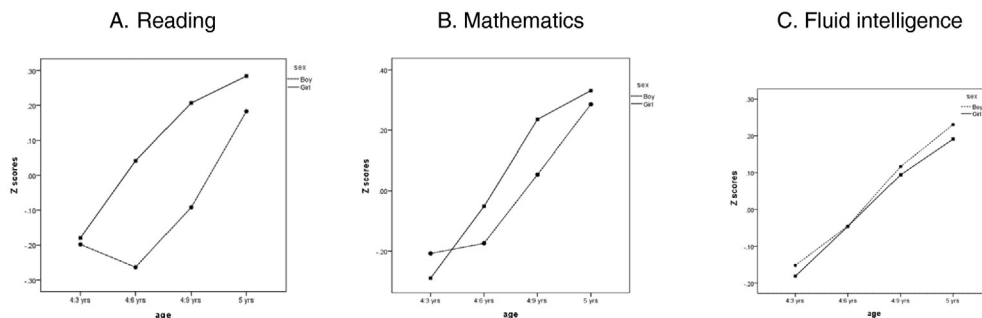 A. Reading
B. Mathematics
C. Fluid intelligence
.30
.20
.10
.00
-.10
-.20
-.30
Z scores
4:3 yrs
4:6 yrs
4:9 yrs
5 yrs
age
sex
Boy
Girl
.40
.20
.00
-.20
Z scores
4:3 yrs
4:6 yrs
4:9 yrs
5 yrs
age
sex
Boy
Girl
.30
.20
.10
.00
-.10
-.20
Z scores
4:3 yrs
4:6 yrs
4:9 yrs
5 yrs
age
sex
Boy
Girl